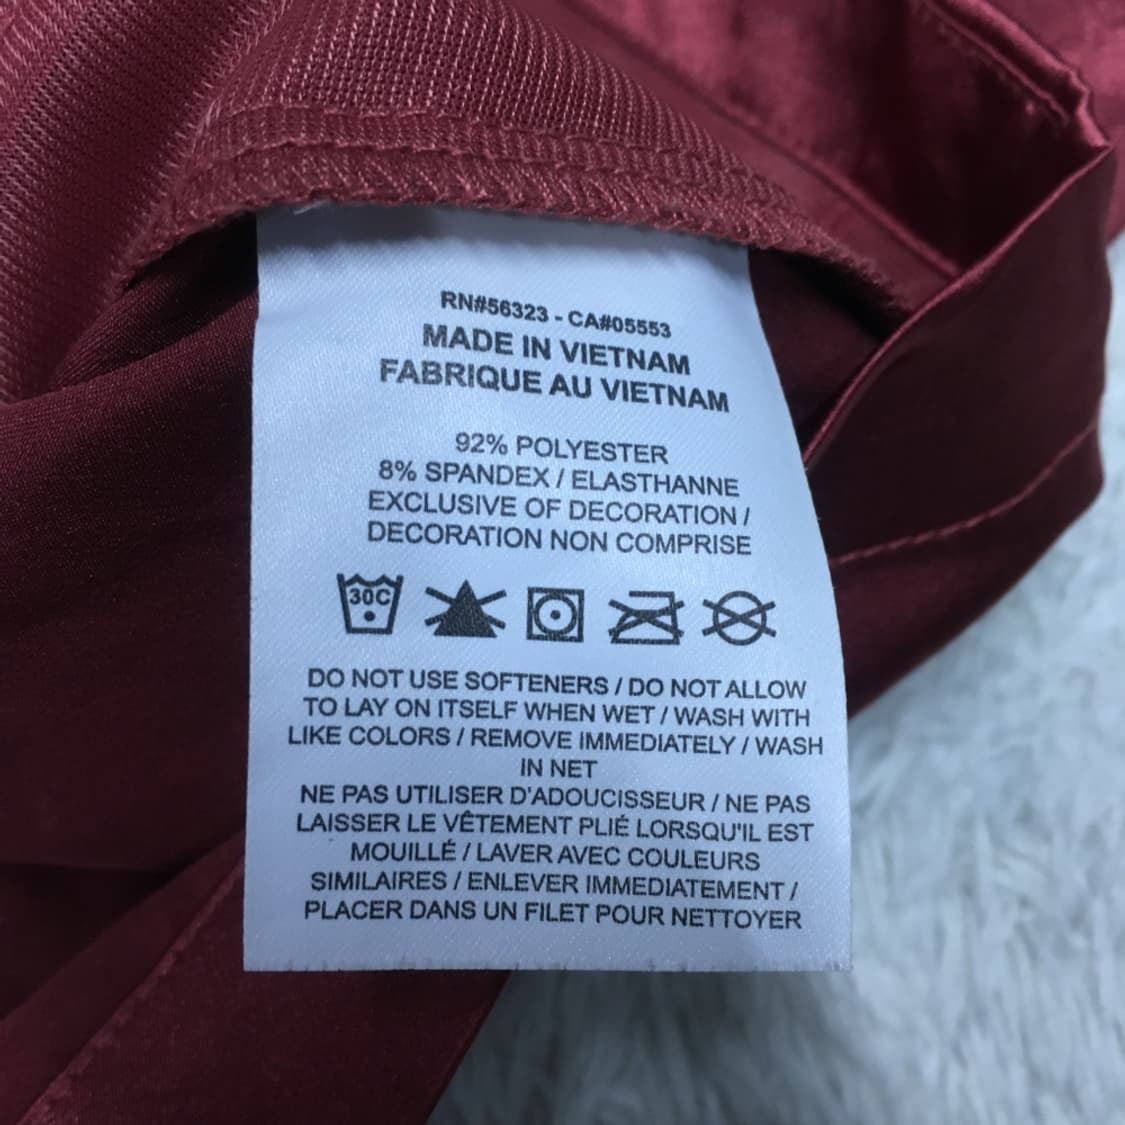 RN#56323 - CA#05553
MADE IN VIETNAM
FABRIQUE AU VIETNAM
92% POLYESTER
8% SPANDEX / ELASTHANNE
EXCLUSIVE OF DECORATION /
DECORATION NON COMPRISE
30C
DO NOT USE SOFTENERS / DO NOT ALLOW
TO LAY ON ITSELF WHEN WET / WASH WITH
LIKE COLORS / REMOVE IMMEDIATELY / WASH
IN NET
NE PAS UTILISER D'ADOUCISSEUR / NE PAS
LAISSER LE VÊTEMENT PLIÉ LORSQU'IL EST
MOUILLÉ / LAVER AVEC COULEURS
SIMILAIRES / ENLEVER IMMEDIATEMENT /
PLACER DANS UN FILET POUR NETTOYER